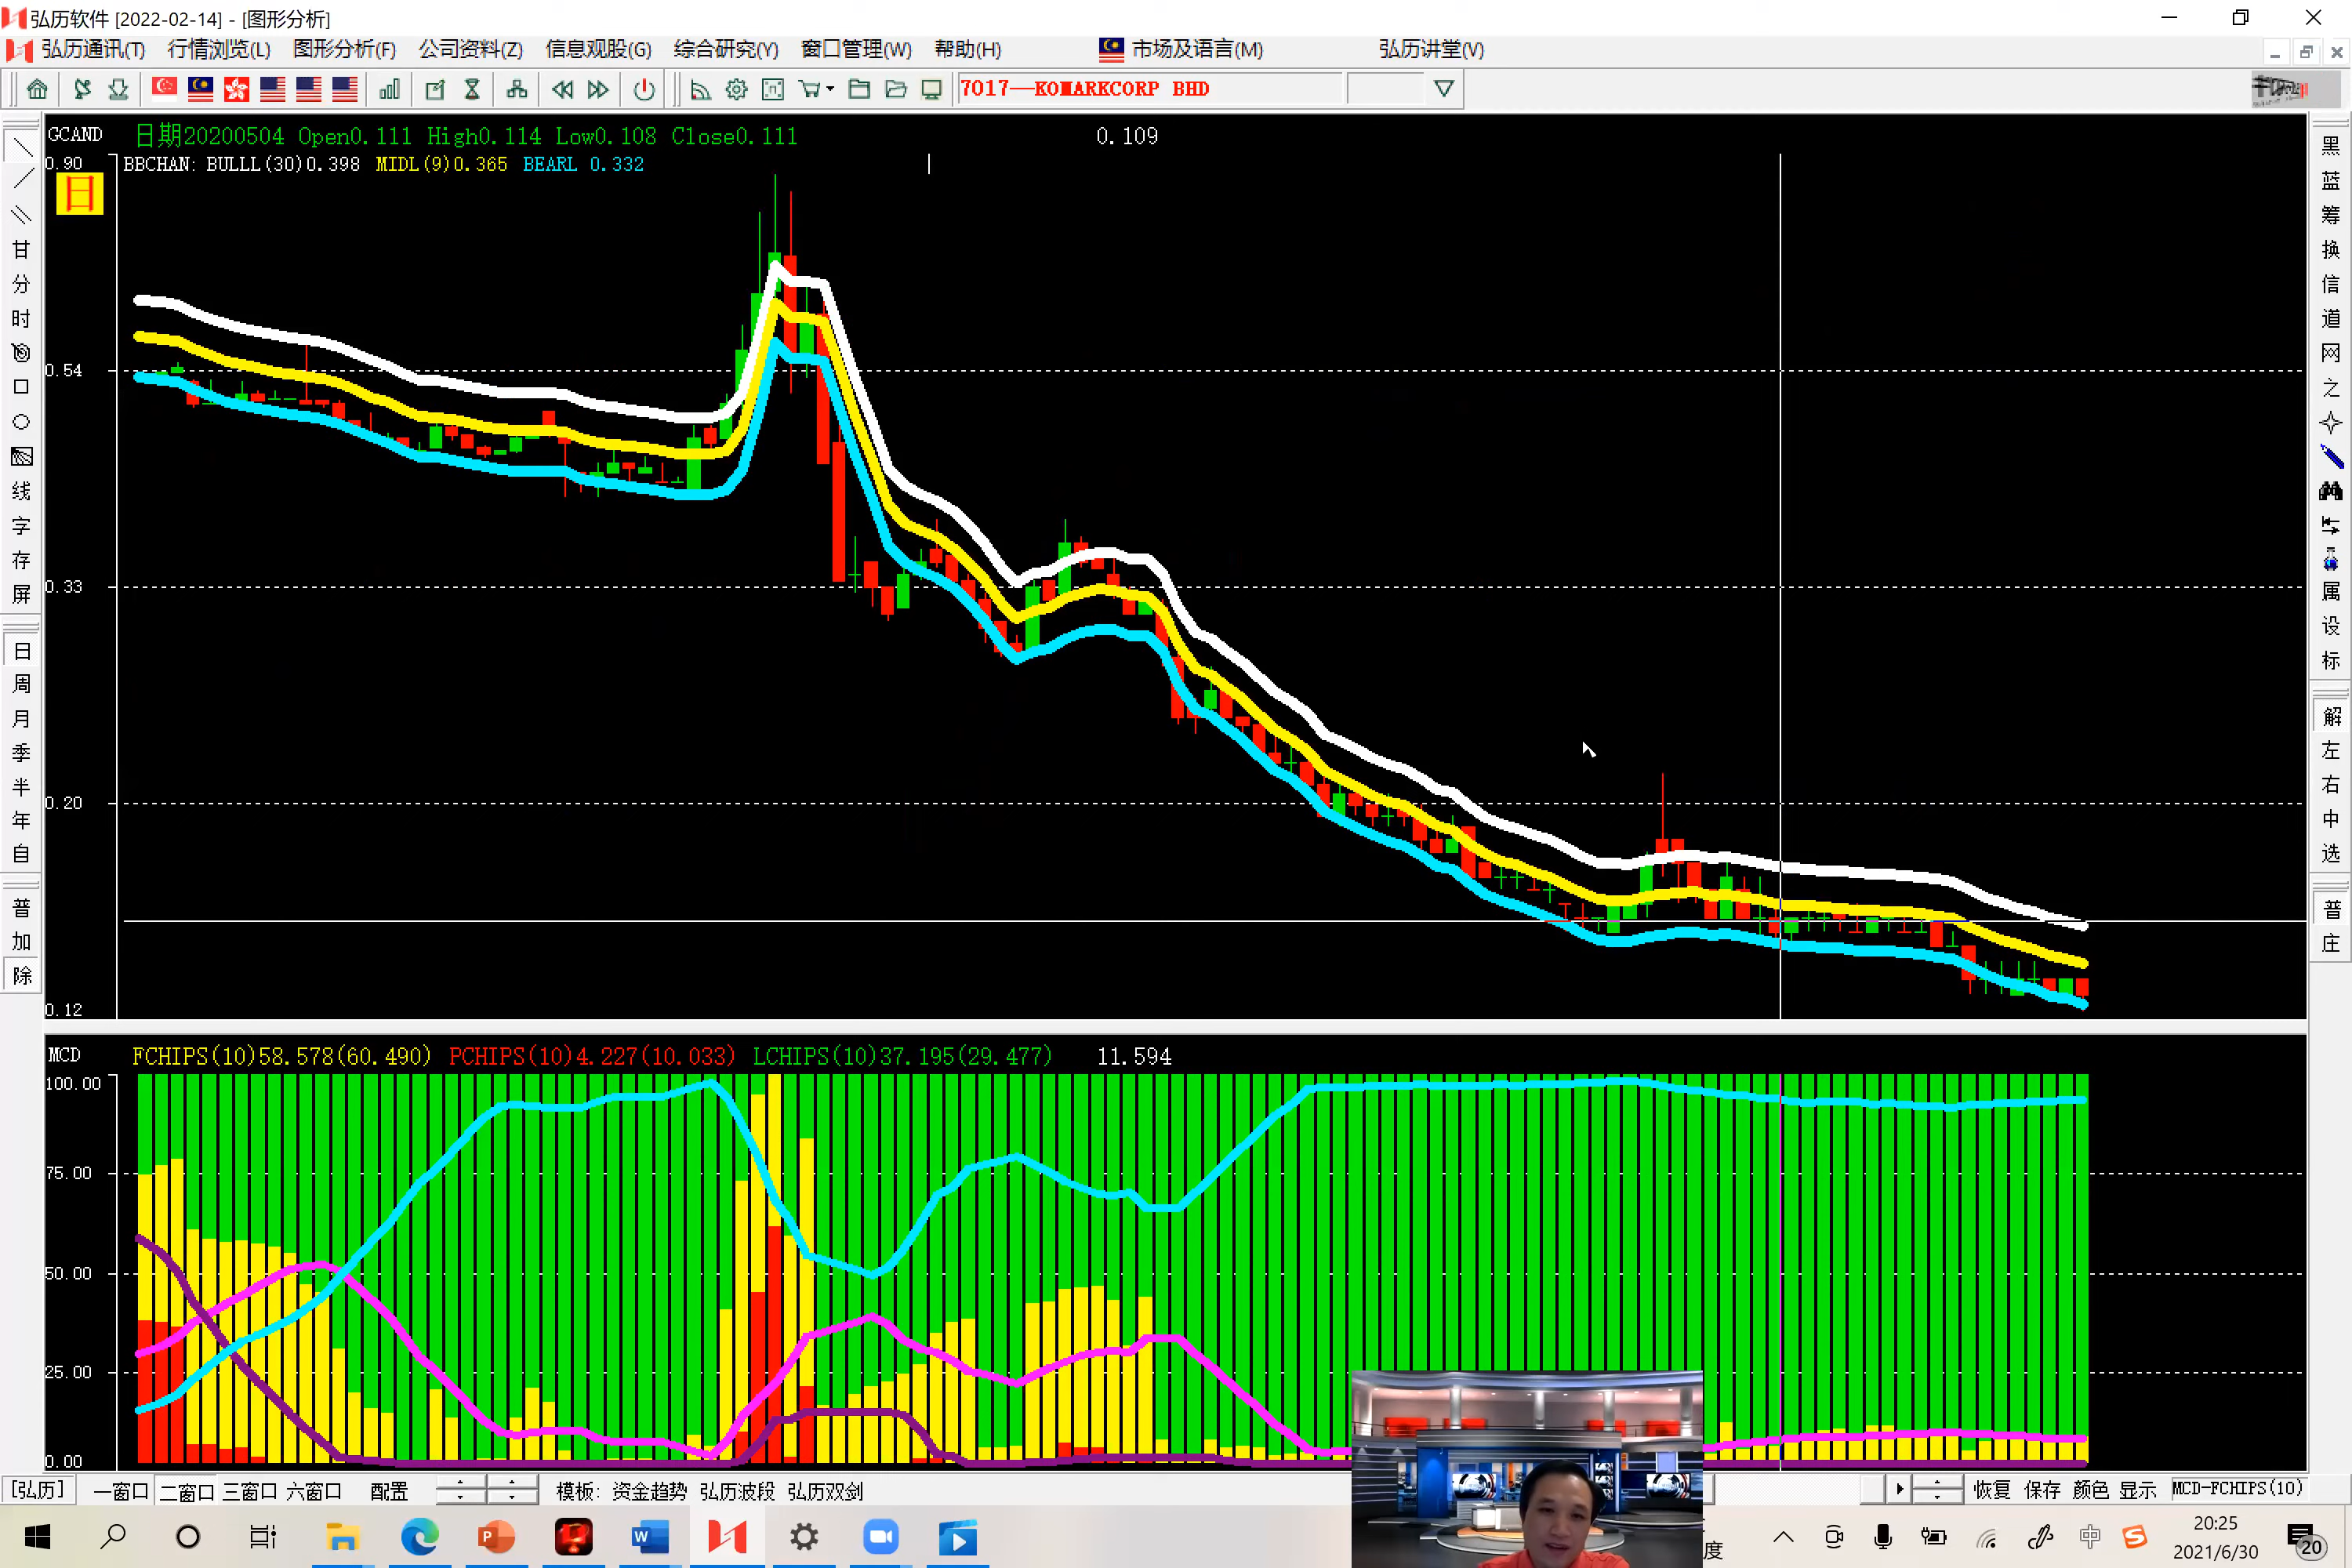 弘历软件 [2022-02-14] - [图形分析]
弘历通讯(T) 行情浏览(L) 图形分析(F) 公司资料(Z) 信息观股(G) 综合研究(Y) 窗口管理(W) 帮助(H) 市场及语言(M) 弘历讲堂(V)
7017—KOMARKCORP BHD
GCAND 日期20200504 Open0.111 High0.114 Low0.108 Close0.111 0.109
0.90 BBCHAN: BULLL(30)0.398 MIDL(9)0.365 BEARL 0.332
日
0.54
0.33
0.20
0.12
甘
分
时
线
字
存
屏
日
周
月
季
半
年
自
普
加
除
黑
蓝
筹
换
信
道
网
之
属
设
标
解
左
右
中
选
普
庄
MCD FCHIPS(10)58.578(60.490) PCHIPS(10)4.227(10.033) LCHIPS(10)37.195(29.477) 11.594
100.00
75.00
50.00
25.00
0.00
[弘历] 一窗口 二窗口 三窗口 六窗口 配置 模板: 资金趋势 弘历波段 弘历双剑 恢复 保存 颜色 显示 MCD-FCHIPS(10)
度 中 20:25
2021/6/30 20